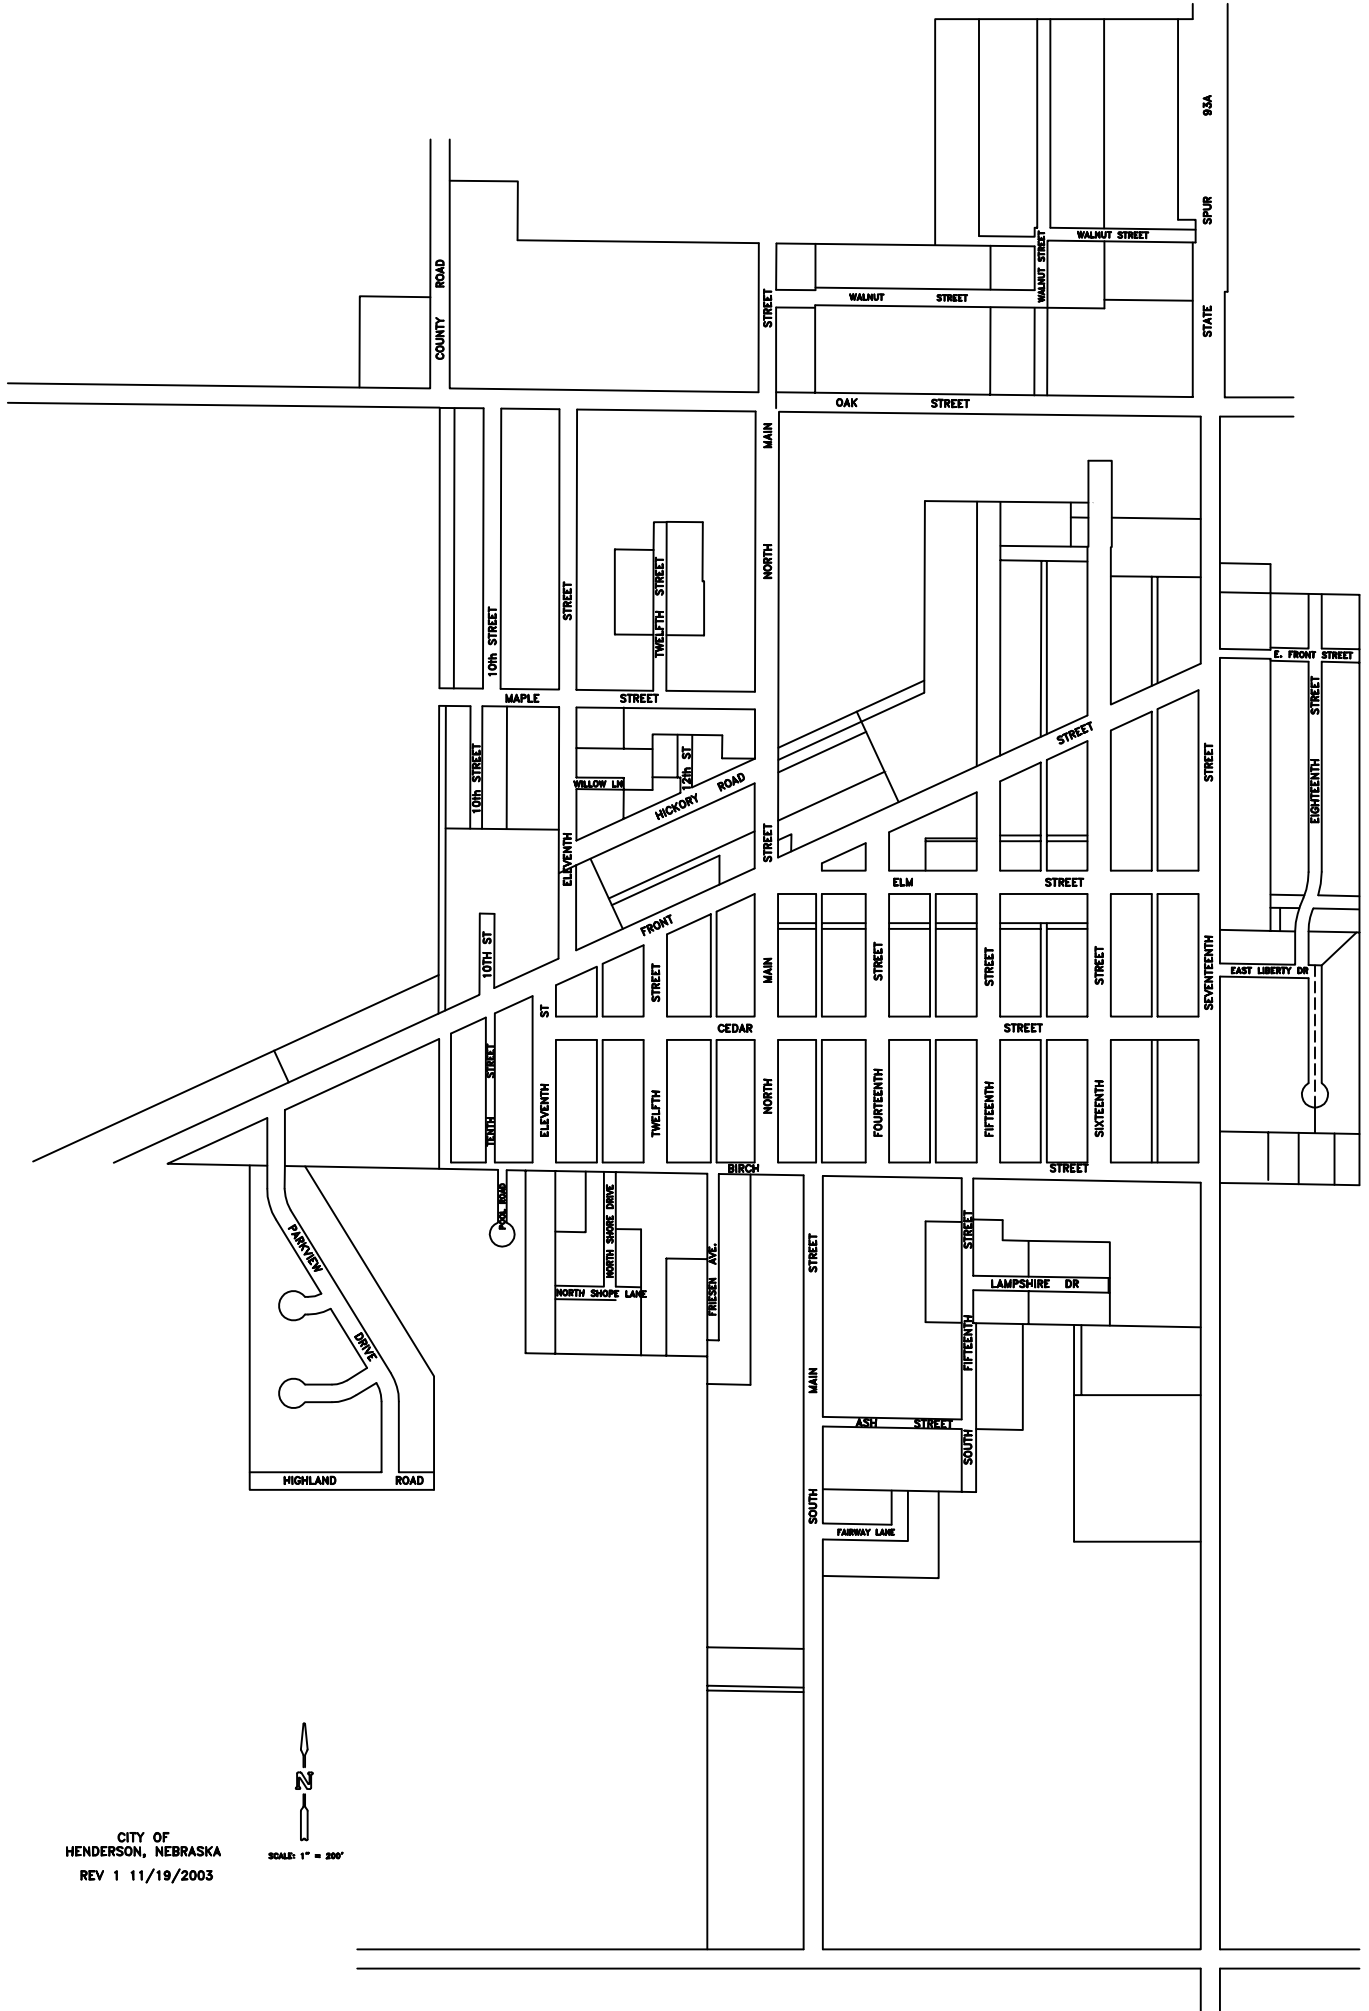 93A
SPUR
STATE
WALNUT STREET
WALNUT STREET
WALNUT STREET
COUNTY ROAD
STREET
OAK STREET
MAIN
NORTH
10th STREET
STREET
TWELFTH STREET
MAPLE STREET
E. FRONT STREET
EIGHTEENTH STREET
10th STREET
WILLOW LN
12th ST
HICKORY ROAD
STREET
STREET
STREET
ELEVENTH
ELM STREET
FRONT
10TH ST
STREET
MAIN
STREET
STREET
STREET
SEVENTEENTH
EAST LIBERTY DR
ST
CEDAR STREET
TENTH STREET
ELEVENTH
TWELFTH
NORTH
FOURTEENTH
FIFTEENTH
SIXTEENTH
BIRCH STREET
POOL ROAD
NORTH SHORE DRIVE
NORTH SHOPE LANE
FRIESEN AVE.
STREET
MAIN
SOUTH
STREET
FIFTEENTH
SOUTH
LAMPSHIRE DR
PARKVIEW
DRIVE
ASH STREET
HIGHLAND ROAD
FAIRWAY LANE
N
CITY OF
HENDERSON, NEBRASKA
REV 1 11/19/2003
SCALE: 1" = 200'